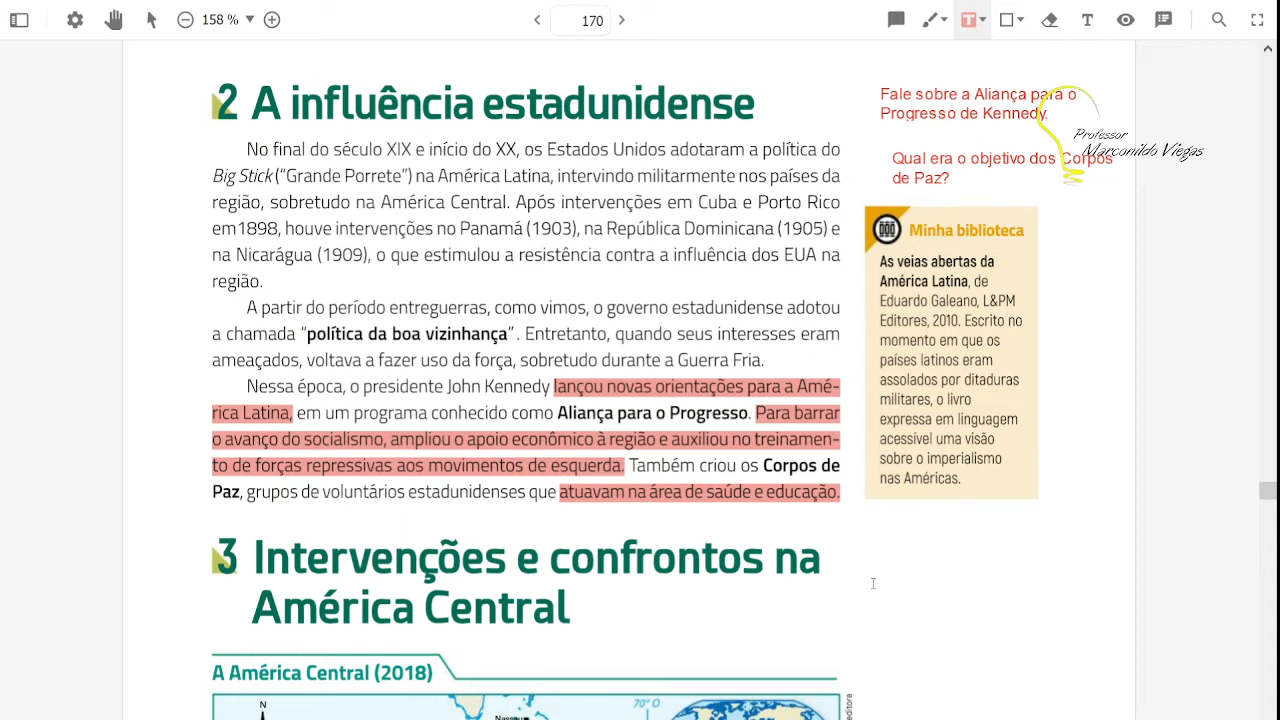 158 %
170
2 A influência estadunidense
No final do século XIX e início do XX, os Estados Unidos adotaram a política do
Big Stick (“Grande Porrete”) na América Latina, intervindo militarmente nos países da
região, sobretudo na América Central. Após intervenções em Cuba e Porto Rico
em1898, houve intervenções no Panamá (1903), na República Dominicana (1905) e
na Nicarágua (1909), o que estimulou a resistência contra a influência dos EUA na
região.
A partir do período entreguerras, como vimos, o governo estadunidense adotou
a chamada “política da boa vizinhança” . Entretanto, quando seus interesses eram
ameaçados, voltava a fazer uso da força, sobretudo durante a Guerra Fria.
Nessa época, o presidente John Kennedy lançou novas orientações para a Amé-
rica Latina, em um programa conhecido como Aliança para o Progresso. Para barrar
o avanço do socialismo, ampliou o apoio econômico à região e auxiliou no treinamen-
to de forças repressivas aos movimentos de esquerda. Também criou os Corpos de
Paz, grupos de voluntários estadunidenses que atuavam na área de saúde e educação.
Fale sobre a Aliança para o
Progresso de Kennedy.
Professor
Marconildo Viegas
Qual era o objetivo dos Corpos
de Paz?
Minha biblioteca
As veias abertas da
América Latina, de
Eduardo Galeano, L&PM
Editores, 2010. Escrito no
momento em que os
países latinos eram
assolados por ditaduras
militares, o livro
expressa em linguagem
acessível uma visão
sobre o imperialismo
nas Américas.
3 Intervenções e confrontos na
América Central
A América Central (2018)
N
Nassau
70° O
editora